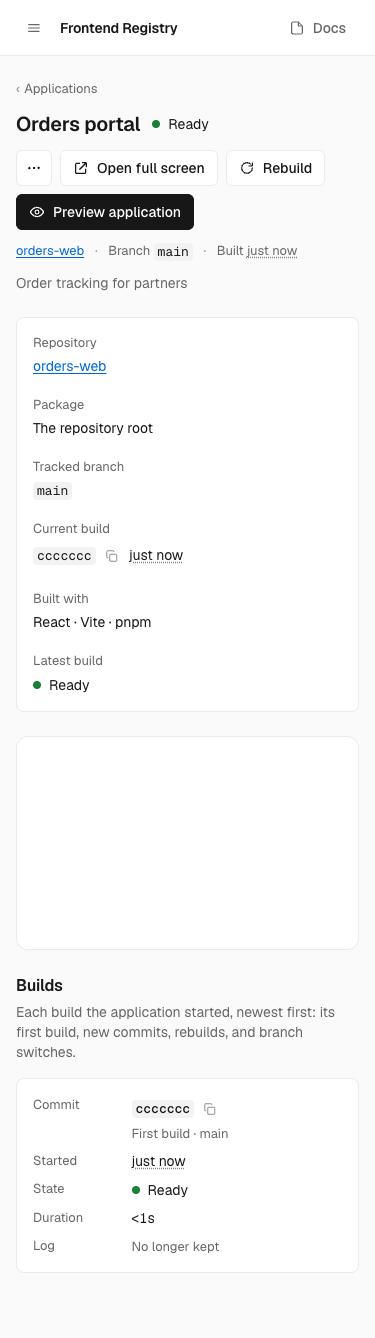 Frontend Registry
Docs
‹ Applications
Orders portal
Ready
Open full screen
Rebuild
Preview application
orders-web · Branch main · Built just now
Order tracking for partners
Repository
orders-web
Package
The repository root
Tracked branch
main
Current build
ccccccc just now
Built with
React · Vite · pnpm
Latest build
Ready
Builds
Each build the application started, newest first: its
first build, new commits, rebuilds, and branch
switches.
Commit ccccccc
First build · main
Started just now
State Ready
Duration <1s
Log No longer kept